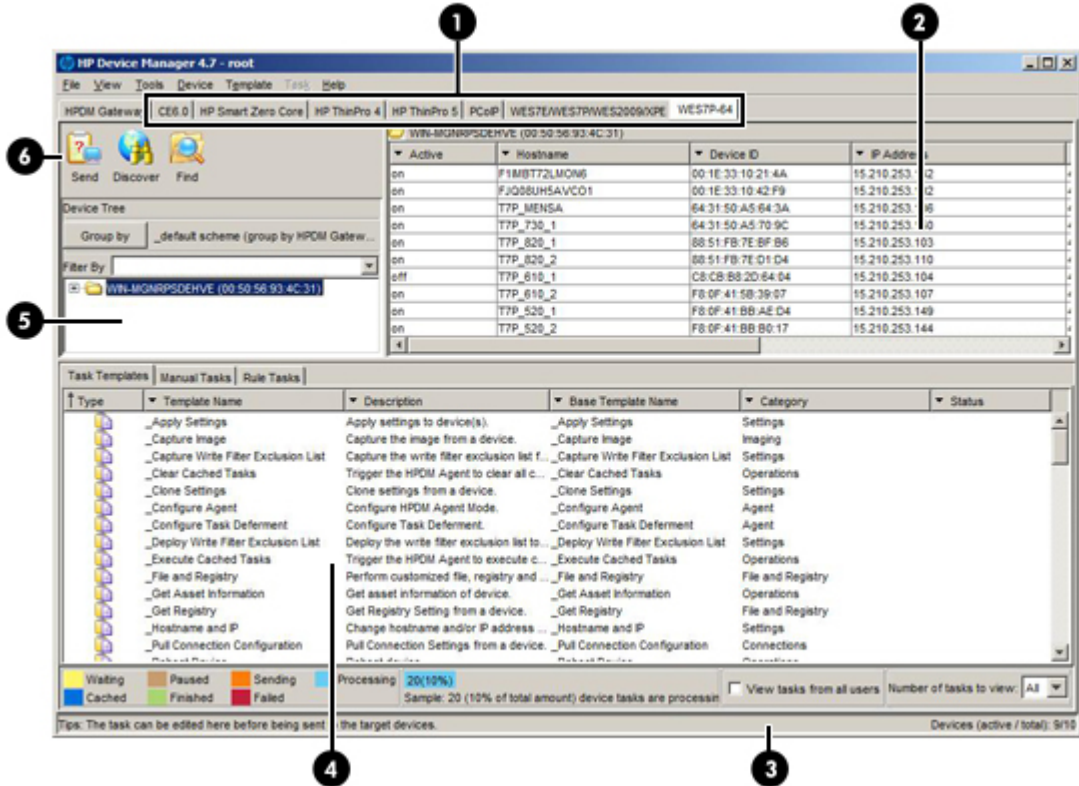 1
2
HP Device Manager 4.7 - root
File View Tools Device Template Task Help
HPDM Gateway CE6.0 HP Smart Zero Core HP ThinPro 4 HP ThinPro 5 PCoIP WES7E/WES7P/WES2009/XPE WES7P-64
6
Send Discover Find
WIN-MGNRPSDEHVE (00:50:56:93:4C:31)
Active Hostname Device ID IP Address
on F1MBT72LMON6 00:1E:33:10:21:4A 15.210.253.
on FJQ08UH5AVCO1 00:1E:33:10:42:F9 15.210.253.
on T7P_MENSA 64:31:50:A5:64:3A 15.210.253.
on T7P_730_1 64:31:50:A5:70:9C 15.210.253.
on T7P_820_1 88:51:FB:7E:BF:B6 15.210.253.103
on T7P_820_2 88:51:FB:7E:D1:D4 15.210.253.110
off T7P_610_1 C8:CB:B8:2D:64:04 15.210.253.104
on T7P_610_2 F8:0F:41:5B:39:07 15.210.253.107
on T7P_520_1 F8:0F:41:BB:AE:D4 15.210.253.149
on T7P_520_2 F8:0F:41:BB:B0:17 15.210.253.144
Device Tree
Group by _default scheme (group by HPDM Gatew...
Filter By
WIN-MGNRPSDEHVE (00:50:56:93:4C:31)
5
Task Templates Manual Tasks Rule Tasks
Type Template Name Description Base Template Name Category Status
_Apply Settings Apply settings to device(s). _Apply Settings Settings
_Capture Image Capture the image from a device. _Capture Image Imaging
_Capture Write Filter Exclusion List Capture the write filter exclusion list f... _Capture Write Filter Exclusion List Settings
_Clear Cached Tasks Trigger the HPDM Agent to clear all c... _Clear Cached Tasks Operations
_Clone Settings Clone settings from a device. _Clone Settings Settings
_Configure Agent Configure HPDM Agent Mode. _Configure Agent Agent
_Configure Task Deferment Configure Task Deferment. _Configure Task Deferment Agent
_Deploy Write Filter Exclusion List Deploy the write filter exclusion list to... _Deploy Write Filter Exclusion List Settings
_Execute Cached Tasks Trigger the HPDM Agent to execute c... _Execute Cached Tasks Operations
_File and Registry Perform customized file, registry and ... _File and Registry File and Registry
_Get Asset Information Get asset information of device. _Get Asset Information Operations
_Get Registry Get Registry Setting from a device. _Get Registry File and Registry
_Hostname and IP Change hostname and/or IP address ... _Hostname and IP Settings
_Pull Connection Configuration Pull Connection Settings from a device. _Pull Connection Configuration Connections
Waiting Paused Sending Processing 20(10%)
Cached Finished Failed Sample: 20 (10% of total amount) device tasks are processin
View tasks from all users Number of tasks to view: All
Tips: The task can be edited here before being sent the target devices. Devices (active / total): 9/10
4
3